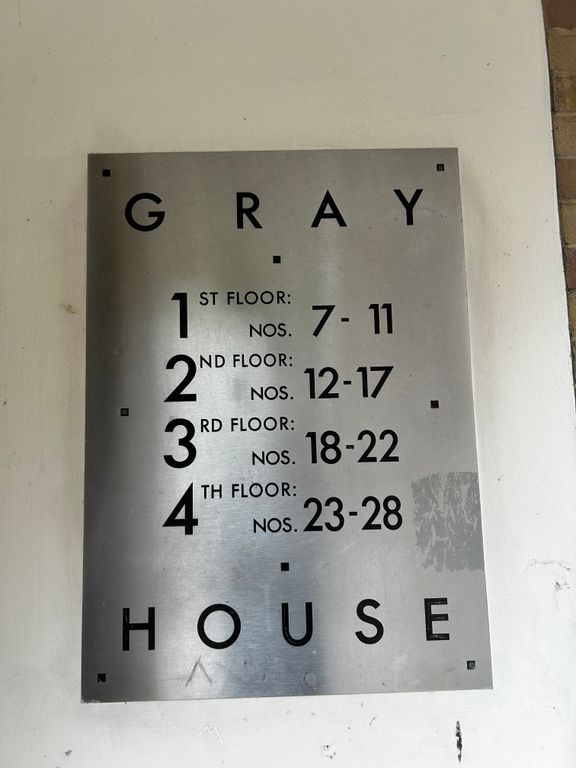 GRAY
1ST FLOOR:
NOS. 7-11
2ND FLOOR:
NOS. 12-17
3RD FLOOR:
NOS. 18-22
4TH FLOOR:
NOS. 23-28
HOUSE